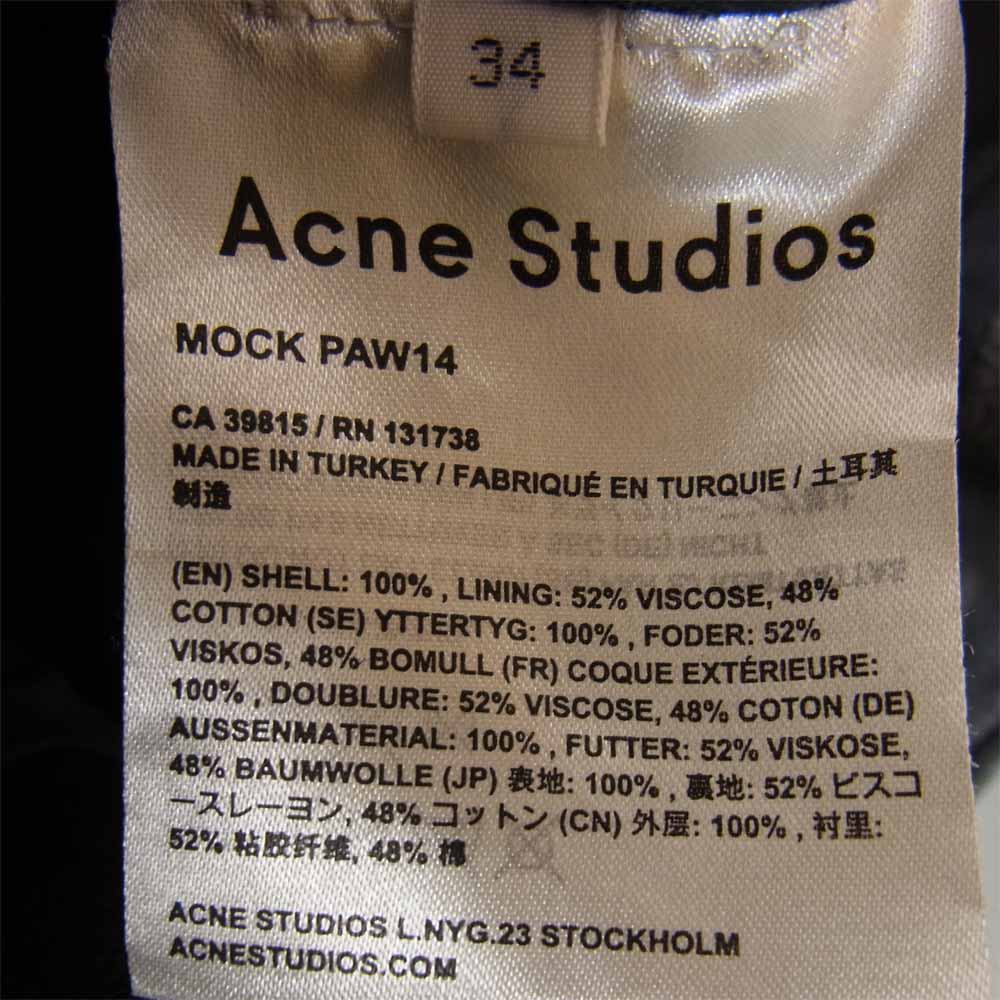 34
Acne Studios
MOCK PAW14
CA 39815 / RN 131738
MADE IN TURKEY / FABRIQUÉ EN TURQUIE / 土耳其
制造
(EN) SHELL: 100% , LINING: 52% VISCOSE, 48%
COTTON (SE) YTTERTYG: 100% , FODER: 52%
VISKOS, 48% BOMULL (FR) COQUE EXTÉRIEURE:
100% , DOUBLURE: 52% VISCOSE, 48% COTON (DE)
AUSSENMATERIAL: 100% , FUTTER: 52% VISKOSE,
48% BAUMWOLLE (JP) 表地: 100% , 裏地: 52% ビスコ
ースレーヨン, 48% コットン (CN) 外层: 100% , 衬里:
52% 粘胶纤维, 48% 棉
ACNE STUDIOS L.NYG.23 STOCKHOLM
ACNESTUDIOS.COM